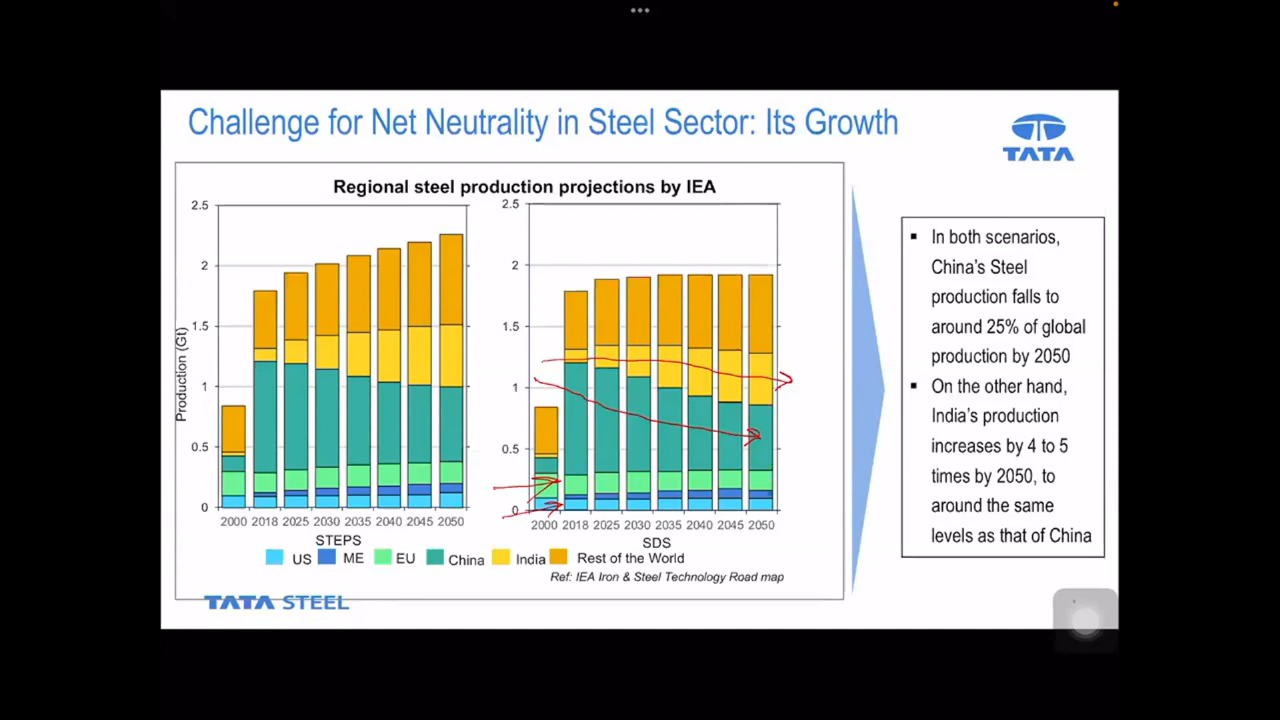 Challenge for Net Neutrality in Steel Sector: Its Growth
TATA
Regional steel production projections by IEA
Production (Gt)
2.5
2
1.5
1
0.5
0
2000 2018 2025 2030 2035 2040 2045 2050
STEPS
2.5
2
1.5
1
0.5
0
2000 2018 2025 2030 2035 2040 2045 2050
SDS
US ME EU China India Rest of the World
Ref: IEA Iron & Steel Technology Road map
TATA STEEL
▪ In both scenarios,
China's Steel
production falls to
around 25% of global
production by 2050
▪ On the other hand,
India's production
increases by 4 to 5
times by 2050, to
around the same
levels as that of China